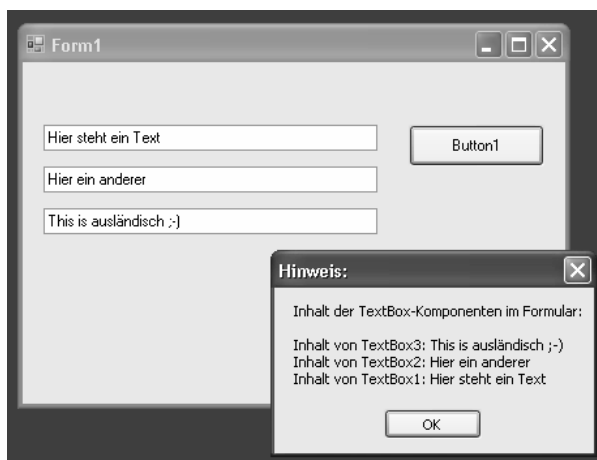 Form1
Hier steht ein Text
Button1
Hier ein anderer
This is ausländisch ;-)
Hinweis:
Inhalt der TextBox-Komponenten im Formular:
Inhalt von TextBox3: This is ausländisch ;-)
Inhalt von TextBox2: Hier ein anderer
Inhalt von TextBox1: Hier steht ein Text
OK